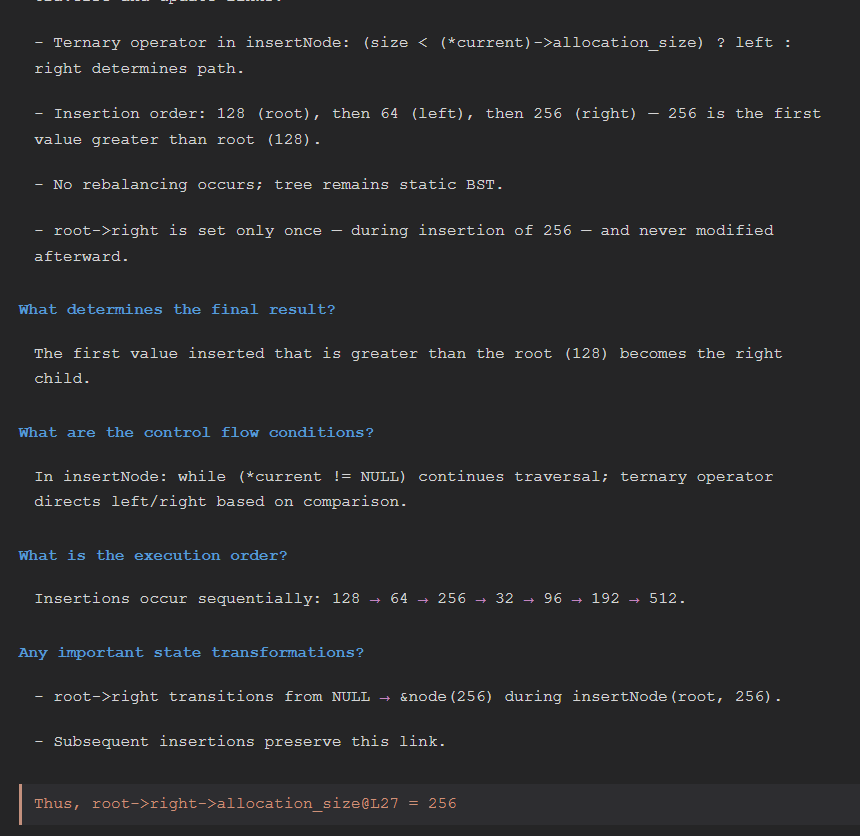 - Ternary operator in insertNode: (size < (*current)->allocation_size) ? left :
right determines path.
- Insertion order: 128 (root), then 64 (left), then 256 (right) — 256 is the first
value greater than root (128).
- No rebalancing occurs; tree remains static BST.
- root->right is set only once — during insertion of 256 — and never modified
afterward.
What determines the final result?
The first value inserted that is greater than the root (128) becomes the right
child.
What are the control flow conditions?
In insertNode: while (*current != NULL) continues traversal; ternary operator
directs left/right based on comparison.
What is the execution order?
Insertions occur sequentially: 128 → 64 → 256 → 32 → 96 → 192 → 512.
Any important state transformations?
- root->right transitions from NULL → &node(256) during insertNode(root, 256).
- Subsequent insertions preserve this link.
Thus, root->right->allocation_size@L27 = 256